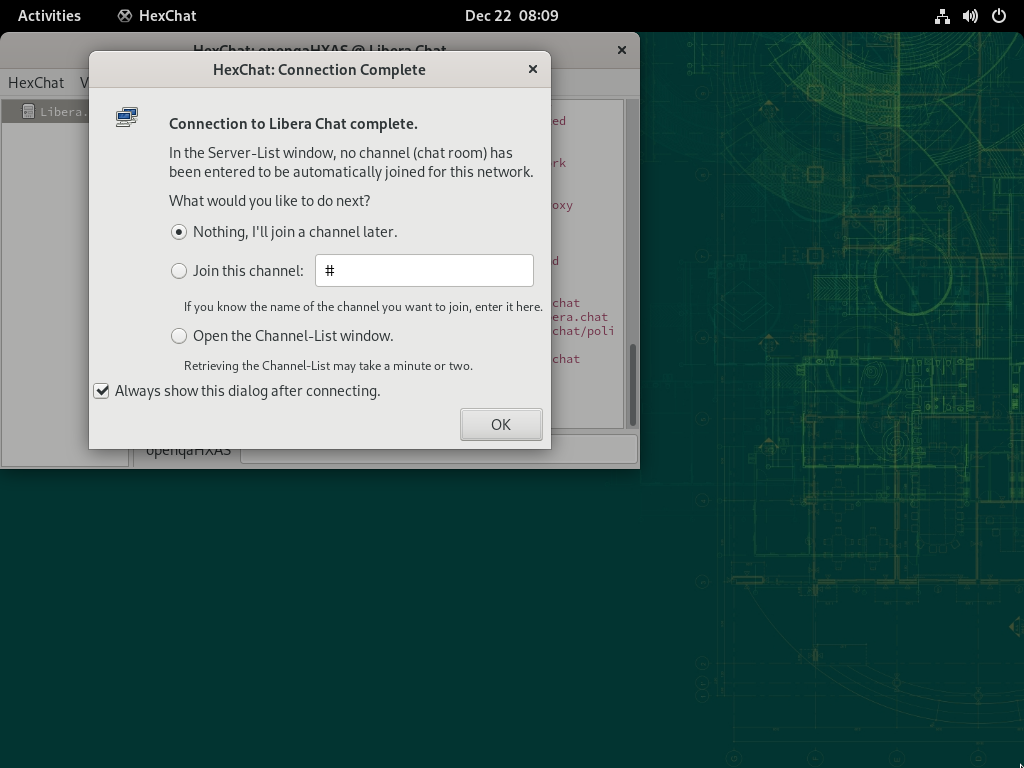 Activities HexChat Dec 22 08:09
HexChat: openqaHXAS @ Libera.Chat
HexChat: Connection Complete
HexChat
Libera.
Connection to Libera Chat complete.
In the Server-List window, no channel (chat room) has
been entered to be automatically joined for this network.
What would you like to do next?
Nothing, I'll join a channel later.
Join this channel: #
If you know the name of the channel you want to join, enter it here.
Open the Channel-List window.
Retrieving the Channel-List may take a minute or two.
Always show this dialog after connecting.
OK
ed
rk
oxy
d
chat
era.chat
chat/poli
chat
openqaHXAS